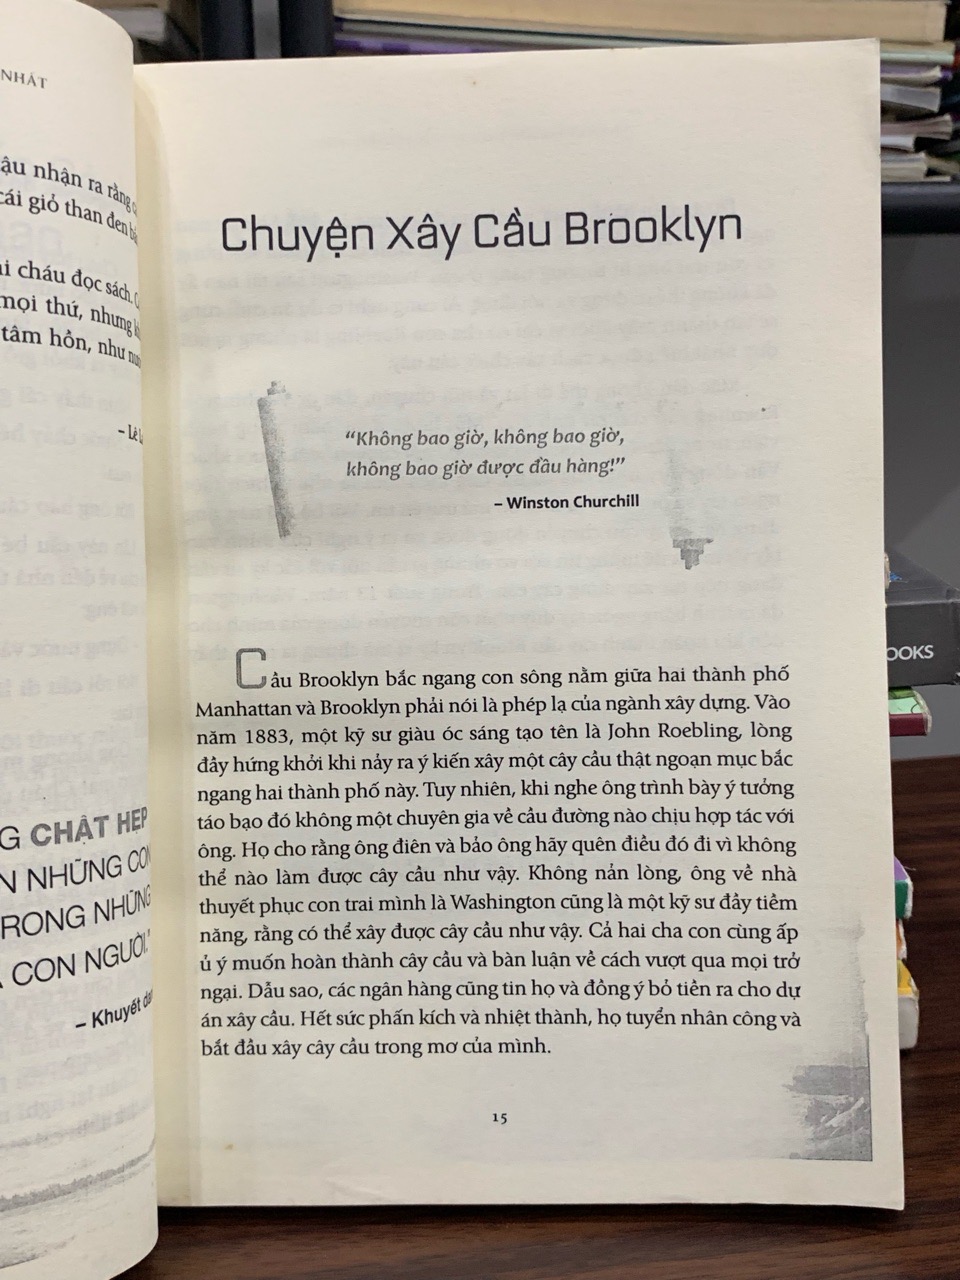 NHẤT
nhận ra rằng
cái giỏ than đen
cháu đọc sách.
mọi thứ, nhưng
tâm hồn, như
– Lê
CHẬT HẸP
NHỮNG
TRONG NHỮNG
CON NGƯỜI.”
– Khuyết
Chuyện Xây Cầu Brooklyn
“Không bao giờ, không bao giờ,
không bao giờ được đầu hàng!”
– Winston Churchill
Cầu Brooklyn bắc ngang con sông nằm giữa hai thành phố
Manhattan và Brooklyn phải nói là phép lạ của ngành xây dựng. Vào
năm 1883, một kỹ sư giàu óc sáng tạo tên là John Roebling, lòng
đầy hứng khởi khi nảy ra ý kiến xây một cây cầu thật ngoạn mục bắc
ngang hai thành phố này. Tuy nhiên, khi nghe ông trình bày ý tưởng
táo bạo đó không một chuyên gia về cầu đường nào chịu hợp tác với
ông. Họ cho rằng ông điên và bảo ông hãy quên điều đó đi vì không
thể nào làm được cây cầu như vậy. Không nản lòng, ông về nhà
thuyết phục con trai mình là Washington cũng là một kỹ sư đầy tiềm
năng, rằng có thể xây được cây cầu như vậy. Cả hai cha con cùng ấp
ủ ý muốn hoàn thành cây cầu và bàn luận về cách vượt qua mọi trở
ngại. Dẫu sao, các ngân hàng cũng tin họ và đồng ý bỏ tiền ra cho dự
án xây cầu. Hết sức phấn kích và nhiệt thành, họ tuyển nhân công và
bắt đầu xây cây cầu trong mơ của mình.
15
OOKS